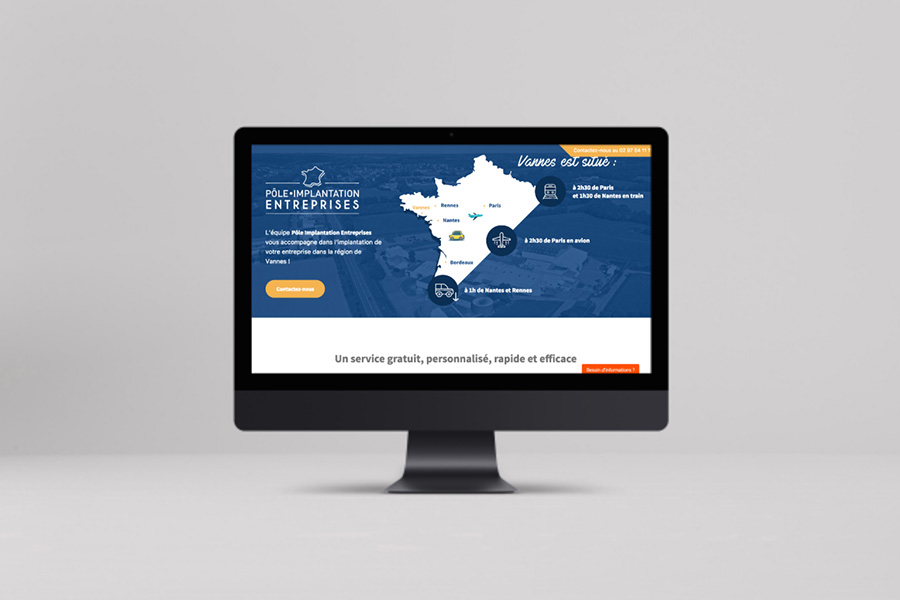 Contactez-nous au 02 97 64 11
Vannes est situé :
PÔLE•IMPLANTATION
ENTREPRISES
L'équipe Pôle Implantation Entreprises
vous accompagne dans l'implantation de
votre entreprise dans la région de
Vannes !
Contactez-nous
Vannes
Rennes
Paris
Nantes
Bordeaux
à 2h30 de Paris
et 1h30 de Nantes en train
à 2h30 de Paris en avion
à 1h de Nantes et Rennes
Un service gratuit, personnalisé, rapide et efficace
Besoin d'informations ?